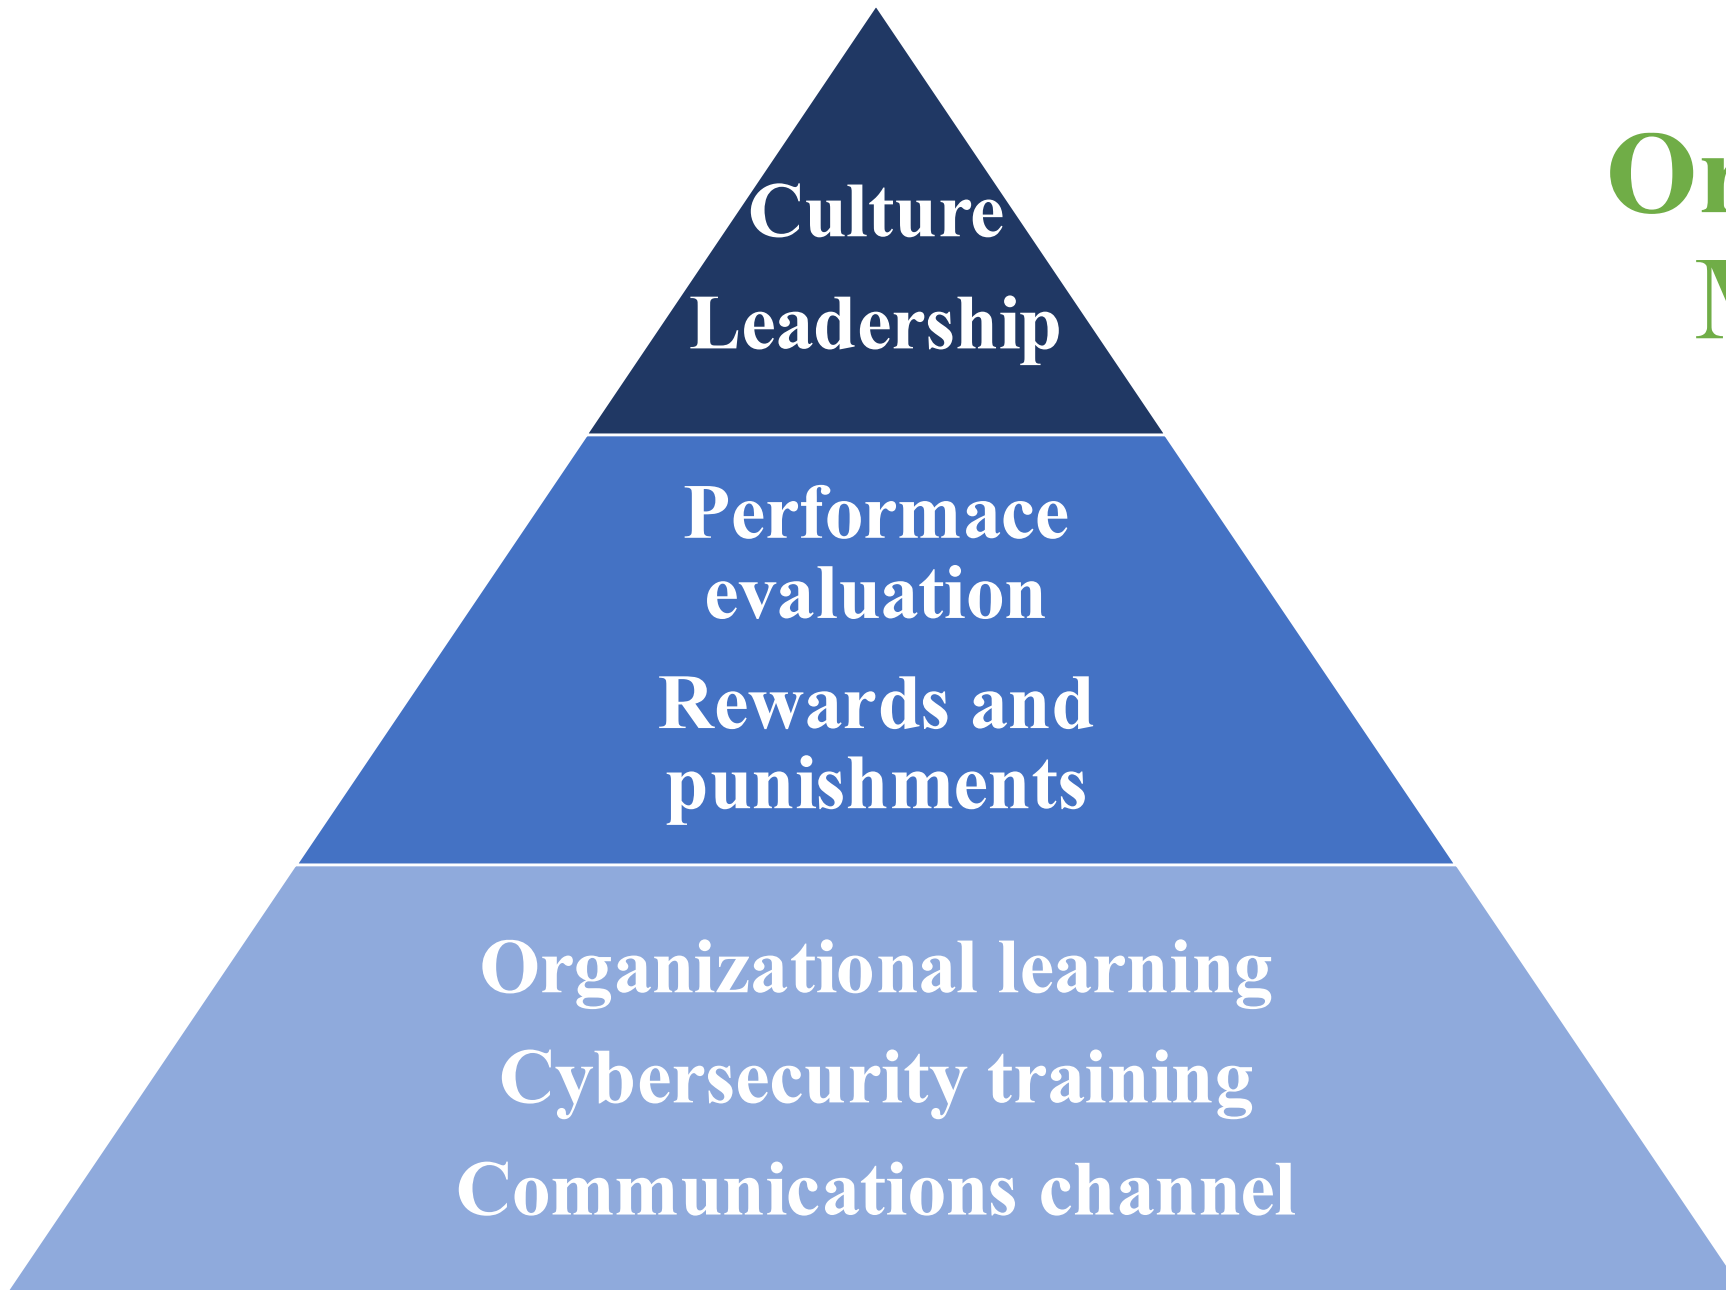 Culture
Leadership
Performace
evaluation
Rewards and
punishments
Organizational learning
Cybersecurity training
Communications channel